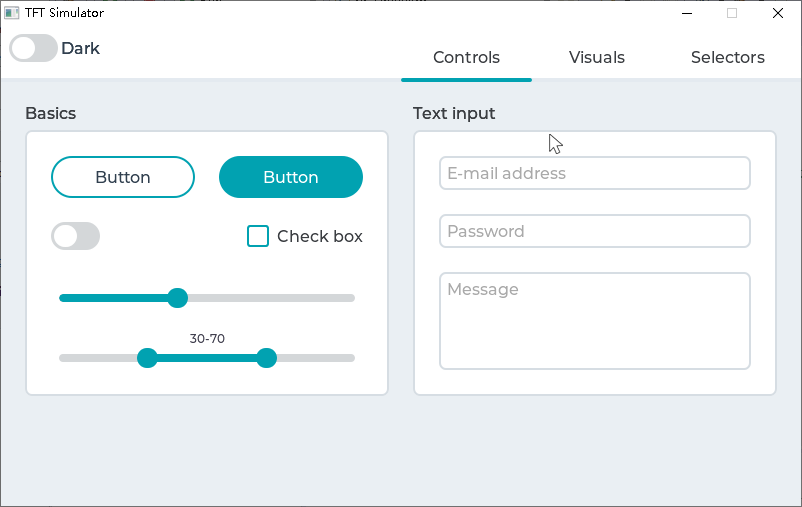 TFT Simulator
Dark
Controls Visuals Selectors
Basics
Button Button
Check box
30-70
Text input
E-mail address
Password
Message